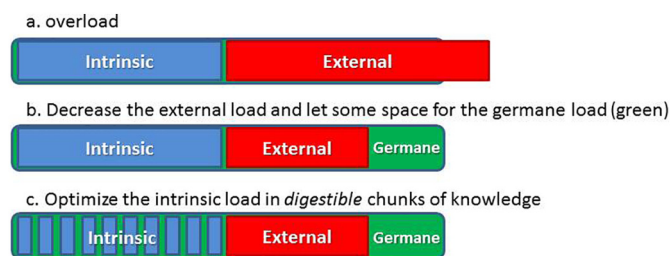 a. overload
Intrinsic External
b. Decrease the external load and let some space for the germane load (green)
Intrinsic External Germane
c. Optimize the intrinsic load in digestible chunks of knowledge
Intrinsic External Germane